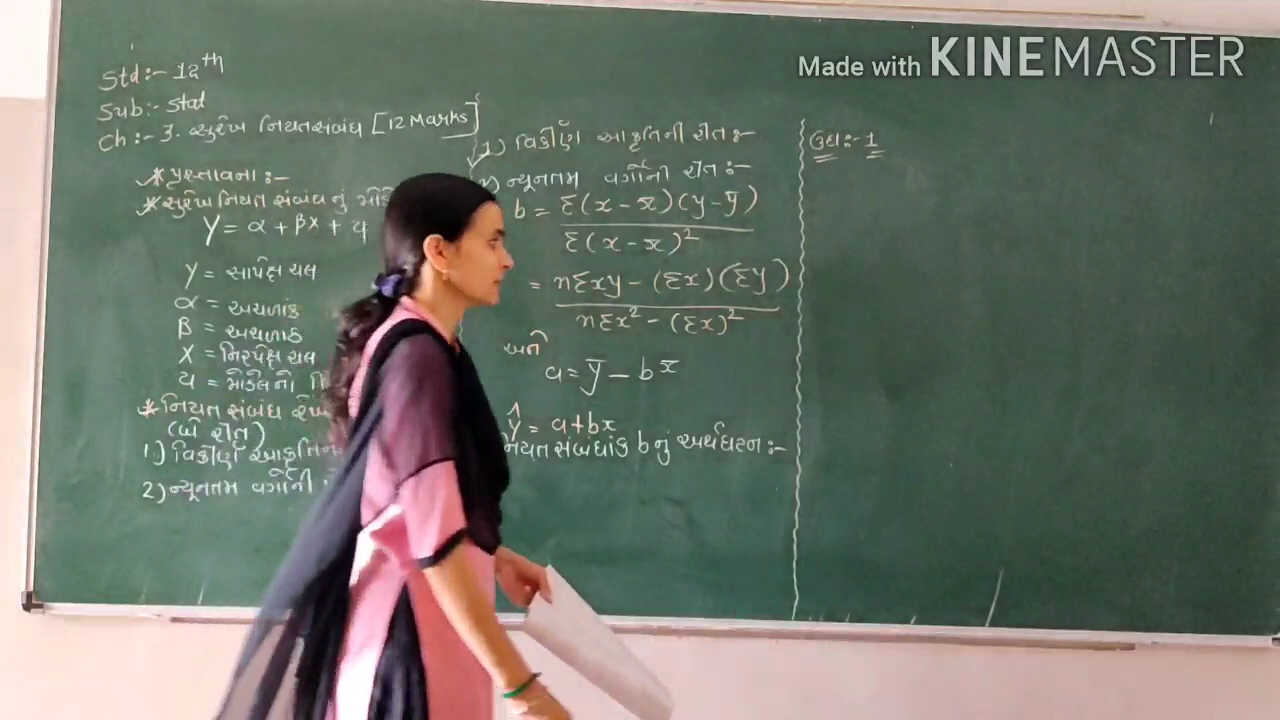 Made with KINEMASTER
Std:- 12th
Sub:- Stat
Ch:- 3. સુરેખ નિયતસંબંધ [12 Marks]
* પ્રસ્તાવના :-
* સુરેખ નિયત સંબંધ નું
Y = α + βx + u
Y = સાપેક્ષ ચલ
α = અચળાંક
β = અચળાંક
X = નિરપેક્ષ ચલ
u = મોડેલની
* નિયત સંબંધ રેખા
(બે રીત)
1) વિકીર્ણ આકૃતિની
2) ન્યૂનતમ વર્ગોની
1) વિકીર્ણ આકૃતિની રીત :-
2) ન્યૂનતમ વર્ગોની રીત :-
b = Σ(x - x̄)(y - ȳ)
Σ(x - x̄)²
= nΣxy - (Σx)(Σy)
nΣx² - (Σx)²
અને
a = ȳ - bx̄
ŷ = a+bx
નિયત સંબંધાંક b નું અર્થઘટન :-
ઉદા:- 1